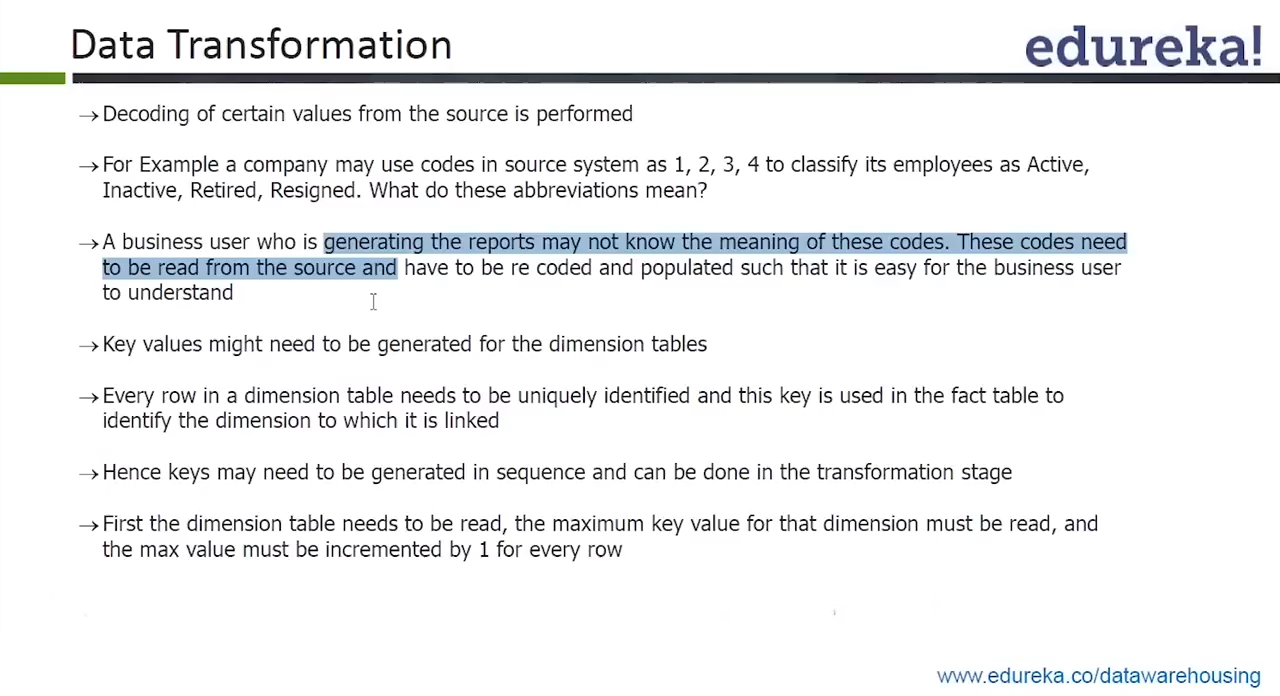 Data Transformation
edureka!
→Decoding of certain values from the source is performed
→For Example a company may use codes in source system as 1, 2, 3, 4 to classify its employees as Active,
Inactive, Retired, Resigned. What do these abbreviations mean?
→A business user who is generating the reports may not know the meaning of these codes. These codes need
to be read from the source and have to be re coded and populated such that it is easy for the business user
to understand
→Key values might need to be generated for the dimension tables
→Every row in a dimension table needs to be uniquely identified and this key is used in the fact table to
identify the dimension to which it is linked
→Hence keys may need to be generated in sequence and can be done in the transformation stage
→First the dimension table needs to be read, the maximum key value for that dimension must be read, and
the max value must be incremented by 1 for every row
www.edureka.co/datawarehousing